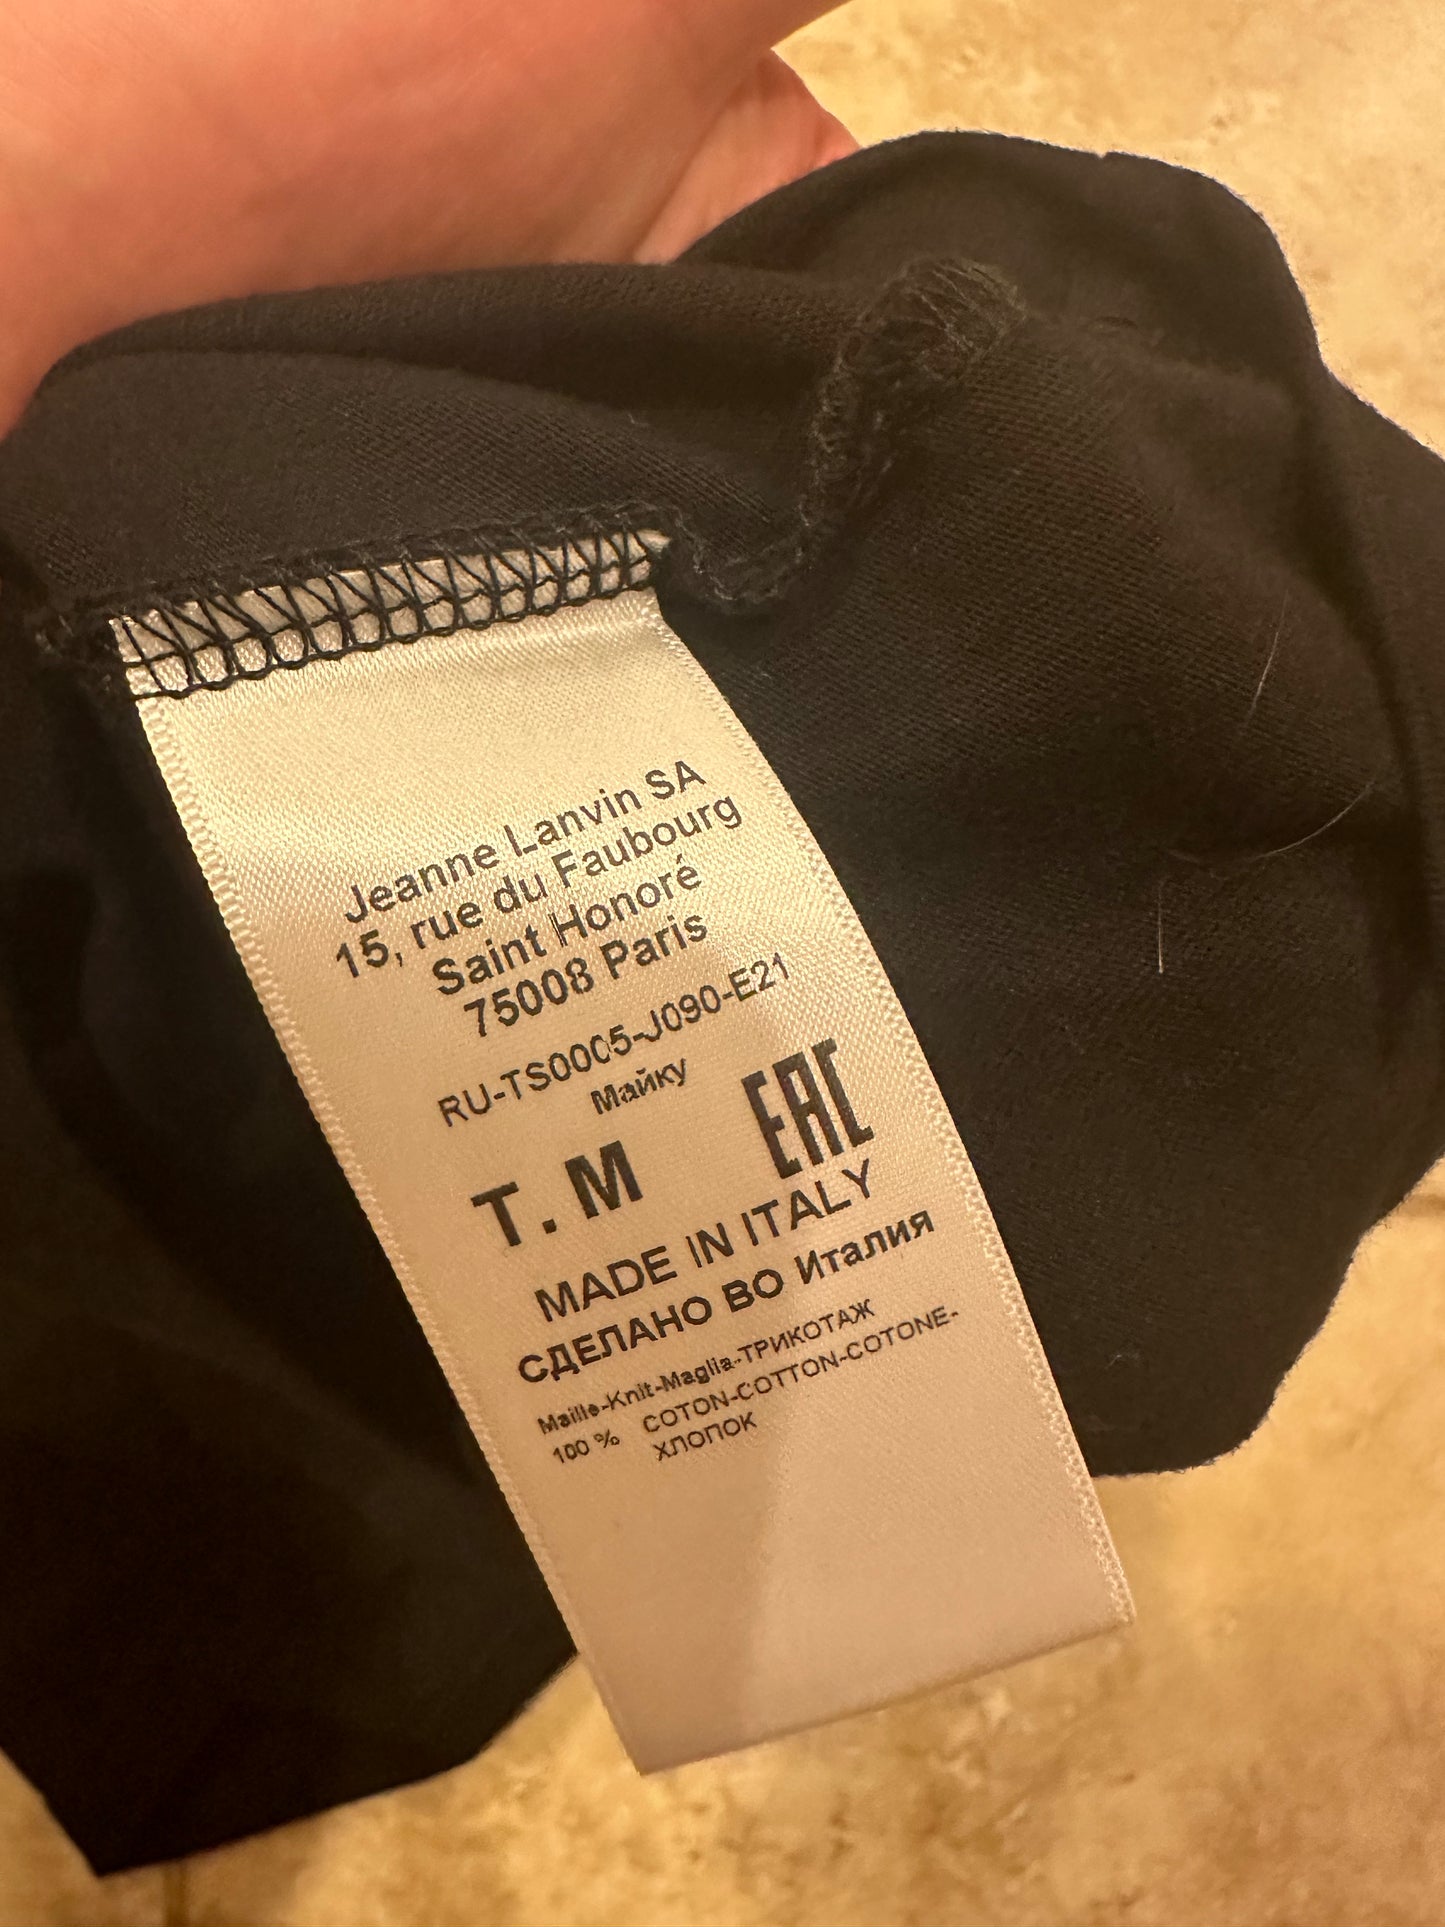 Jeanne Lanvin SA
15, rue du Faubourg
Saint Honoré
75008 Paris
RU-TS0005-J090-E21
Майку
EAC
T.M
MADE IN ITALY
СДЕЛАНО ВО Италия
Maille-Knit-Maglia-ТРИКОТАЖ
100 % COTON-COTTON-COTONE-
ХЛОПОК